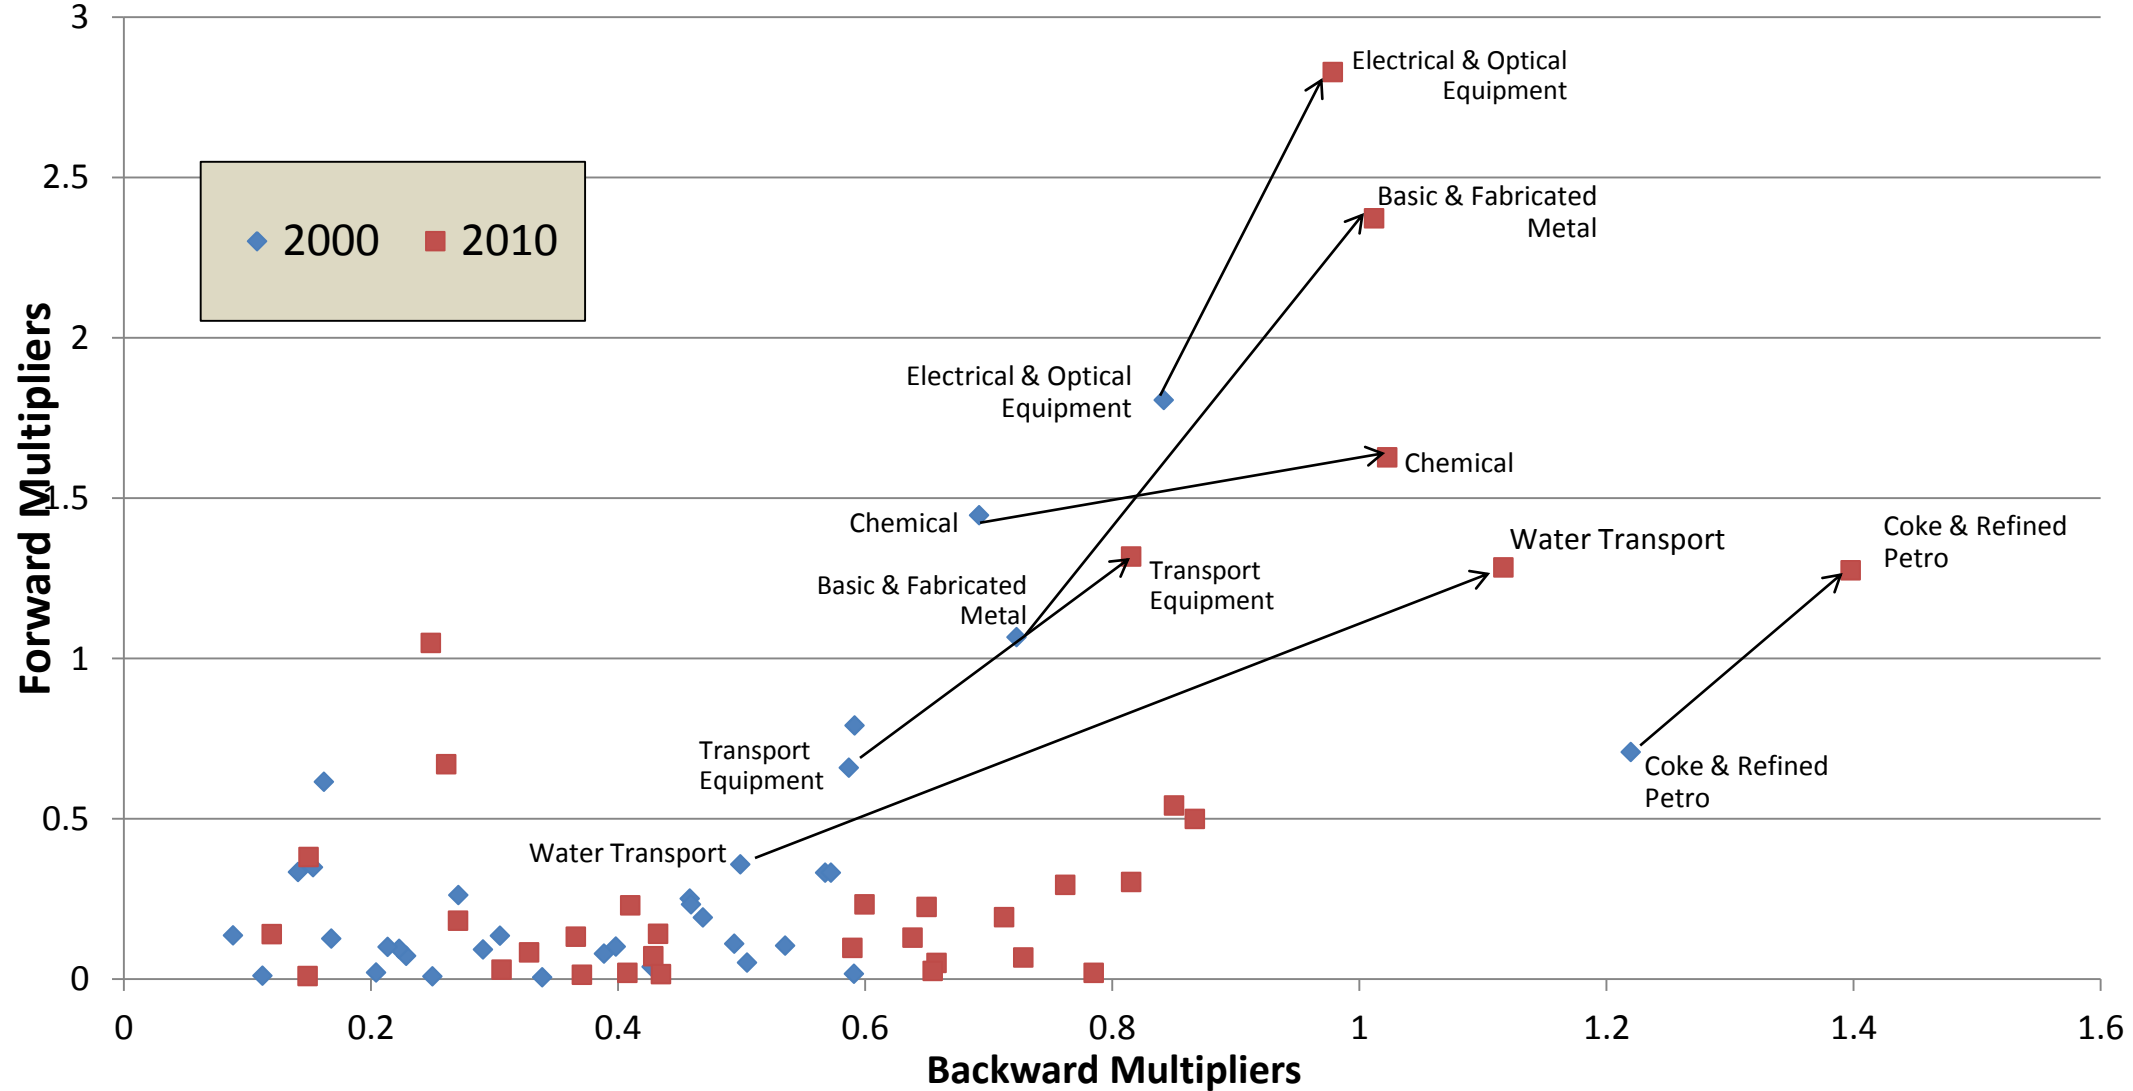 3
Electrical & Optical
Equipment
2.5
Basic & Fabricated
Metal
2000
2010
2
Electrical & Optical
Equipment
Chemical
1.5
Chemical
Water Transport
Coke & Refined
Petro
Transport
Equipment
Basic & Fabricated
Metal
1
Transport
Equipment
Coke & Refined
Petro
0.5
Water Transport
0
Forward Multipliers
0
0.2
0.4
0.6
0.8
1
1.2
1.4
1.6
Backward Multipliers